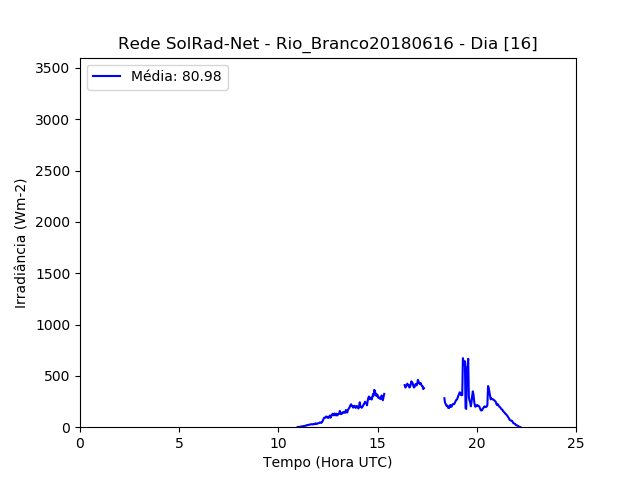 Rede SolRad-Net - Rio_Branco20180616 - Dia [16]
Média: 80.98
3500
3000
2500
2000
1500
1000
500
0
Irradiância (Wm-2)
0 5 10 15 20 25
Tempo (Hora UTC)